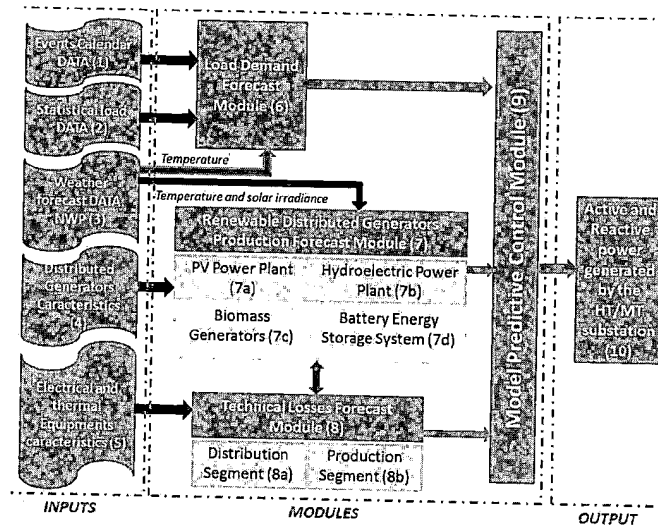 Events Calendar
DATA (1)
Statistical load
DATA (2)
Weather
forecast DATA
NWP (3)
Distributed
Generators
Caracteristics
(4)
Electrical and
thermal
Equipments
caracteristics (5)
INPUTS
Load Demand
Forecast
Module (6)
Temperature
Temperature and solar irradiance
Renewable Distributed Generators
Production Forecast Module (7)
PV Power Plant
(7a)
Hydroelectric Power
Plant (7b)
Biomass
Generators (7c)
Battery Energy
Storage System (7d)
Technical Losses Forecast
Module (8)
Distribution
Segment (8a)
Production
Segment (8b)
MODULES
Model Predictive Control Module (9)
Active and
Reactive
power
generated
by the
HT/MT
substation
(10)
OUTPUT